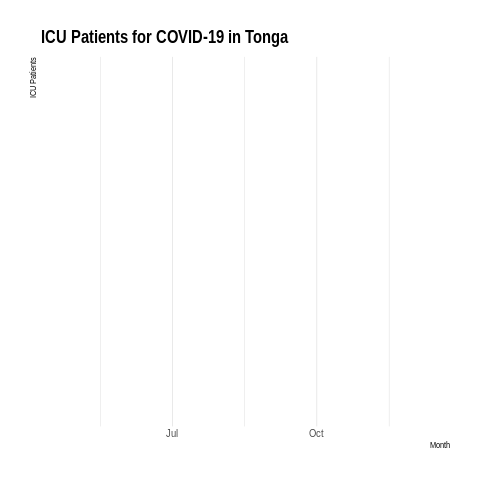 ICU Patients for COVID-19 in Tonga
ICU Patients
Jul
Oct
Month